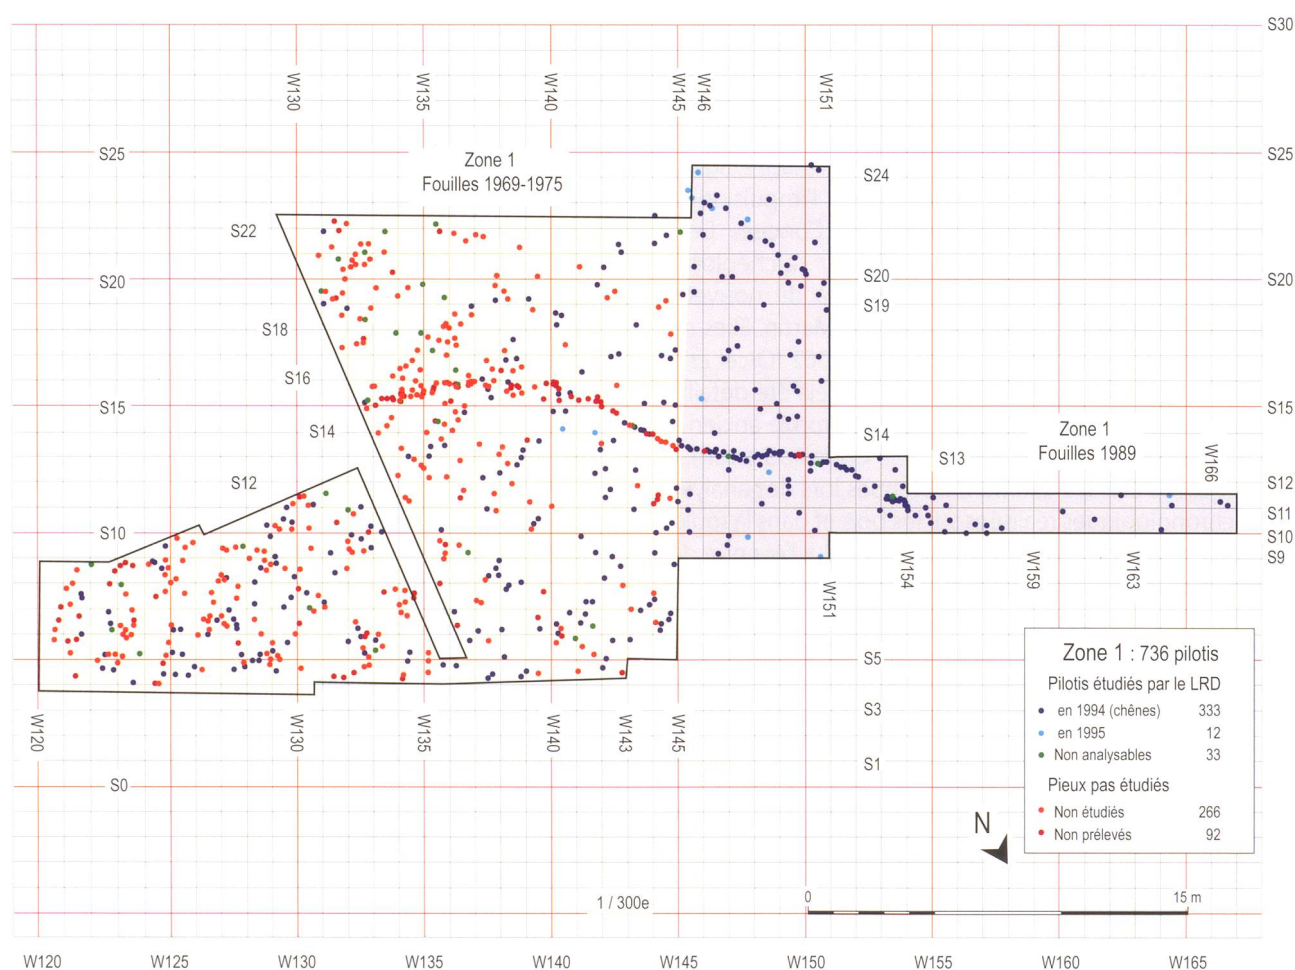 S30
W130
W135
W140
W145
W146
W151
S25
Zone 1
Fouilles 1969-1975
S25
S24
S22
S20
S20
S20
S19
S18
S16
S15
S15
S14
S14
Zone 1
Fouilles 1989
S13
W166
S12
S12
S11
S10
S10
S9
W154
W159
W163
W151
S5
Zone 1 : 736 pilotis
Pilotis étudiés par le LRD
en 1994 (chênes) 333
en 1995 12
Non analysables 33
Pieux pas étudiés
Non étudiés 266
Non prélevés 92
S3
W120
W130
W135
W140
W143
W145
S1
S0
N
0 15 m
1 / 300e
W120
W125
W130
W135
W140
W145
W150
W155
W160
W165